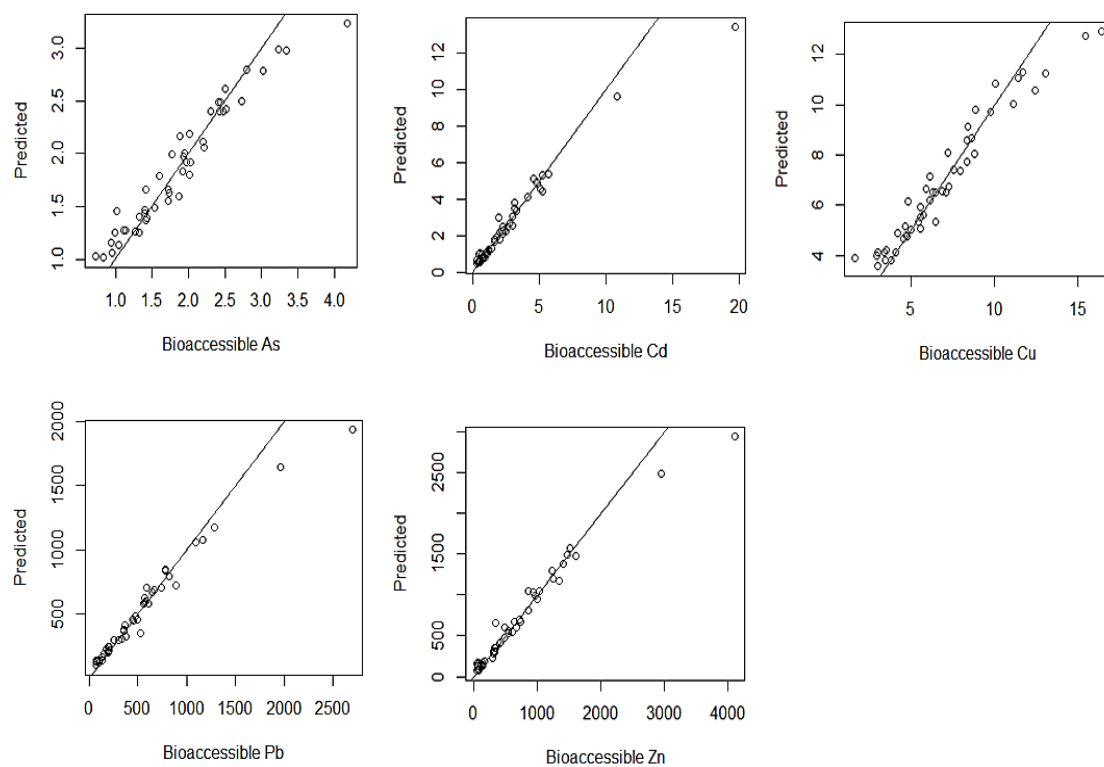 Predicted
1.0 1.5 2.0 2.5 3.0
1.0 1.5 2.0 2.5 3.0 3.5 4.0
Bioaccessible As
Predicted
0 2 4 6 8 10 12 14
0 5 10 15 20
Bioaccessible Cd
Predicted
4 6 8 10 12
5 10 15
Bioaccessible Cu
Predicted
500 1000 1500 2000
0 500 1000 1500 2000 2500
Bioaccessible Pb
Predicted
0 500 1500 2500
0 1000 2000 3000 4000
Bioaccessible Zn